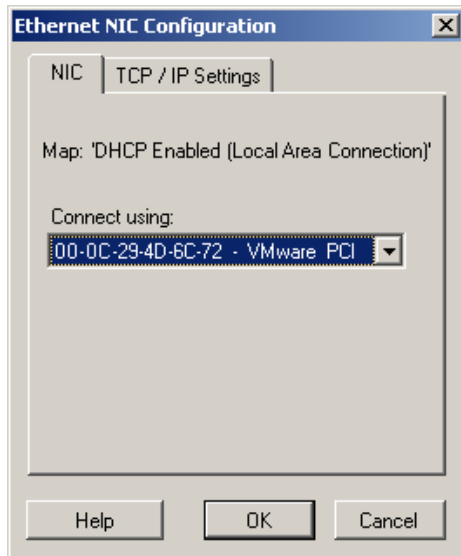 Ethernet NIC Configuration
NIC
TCP / IP Settings
Map: 'DHCP Enabled (Local Area Connection)'
Connect using:
00-0C-29-4D-6C-72 - VMware PCI
Help
OK
Cancel